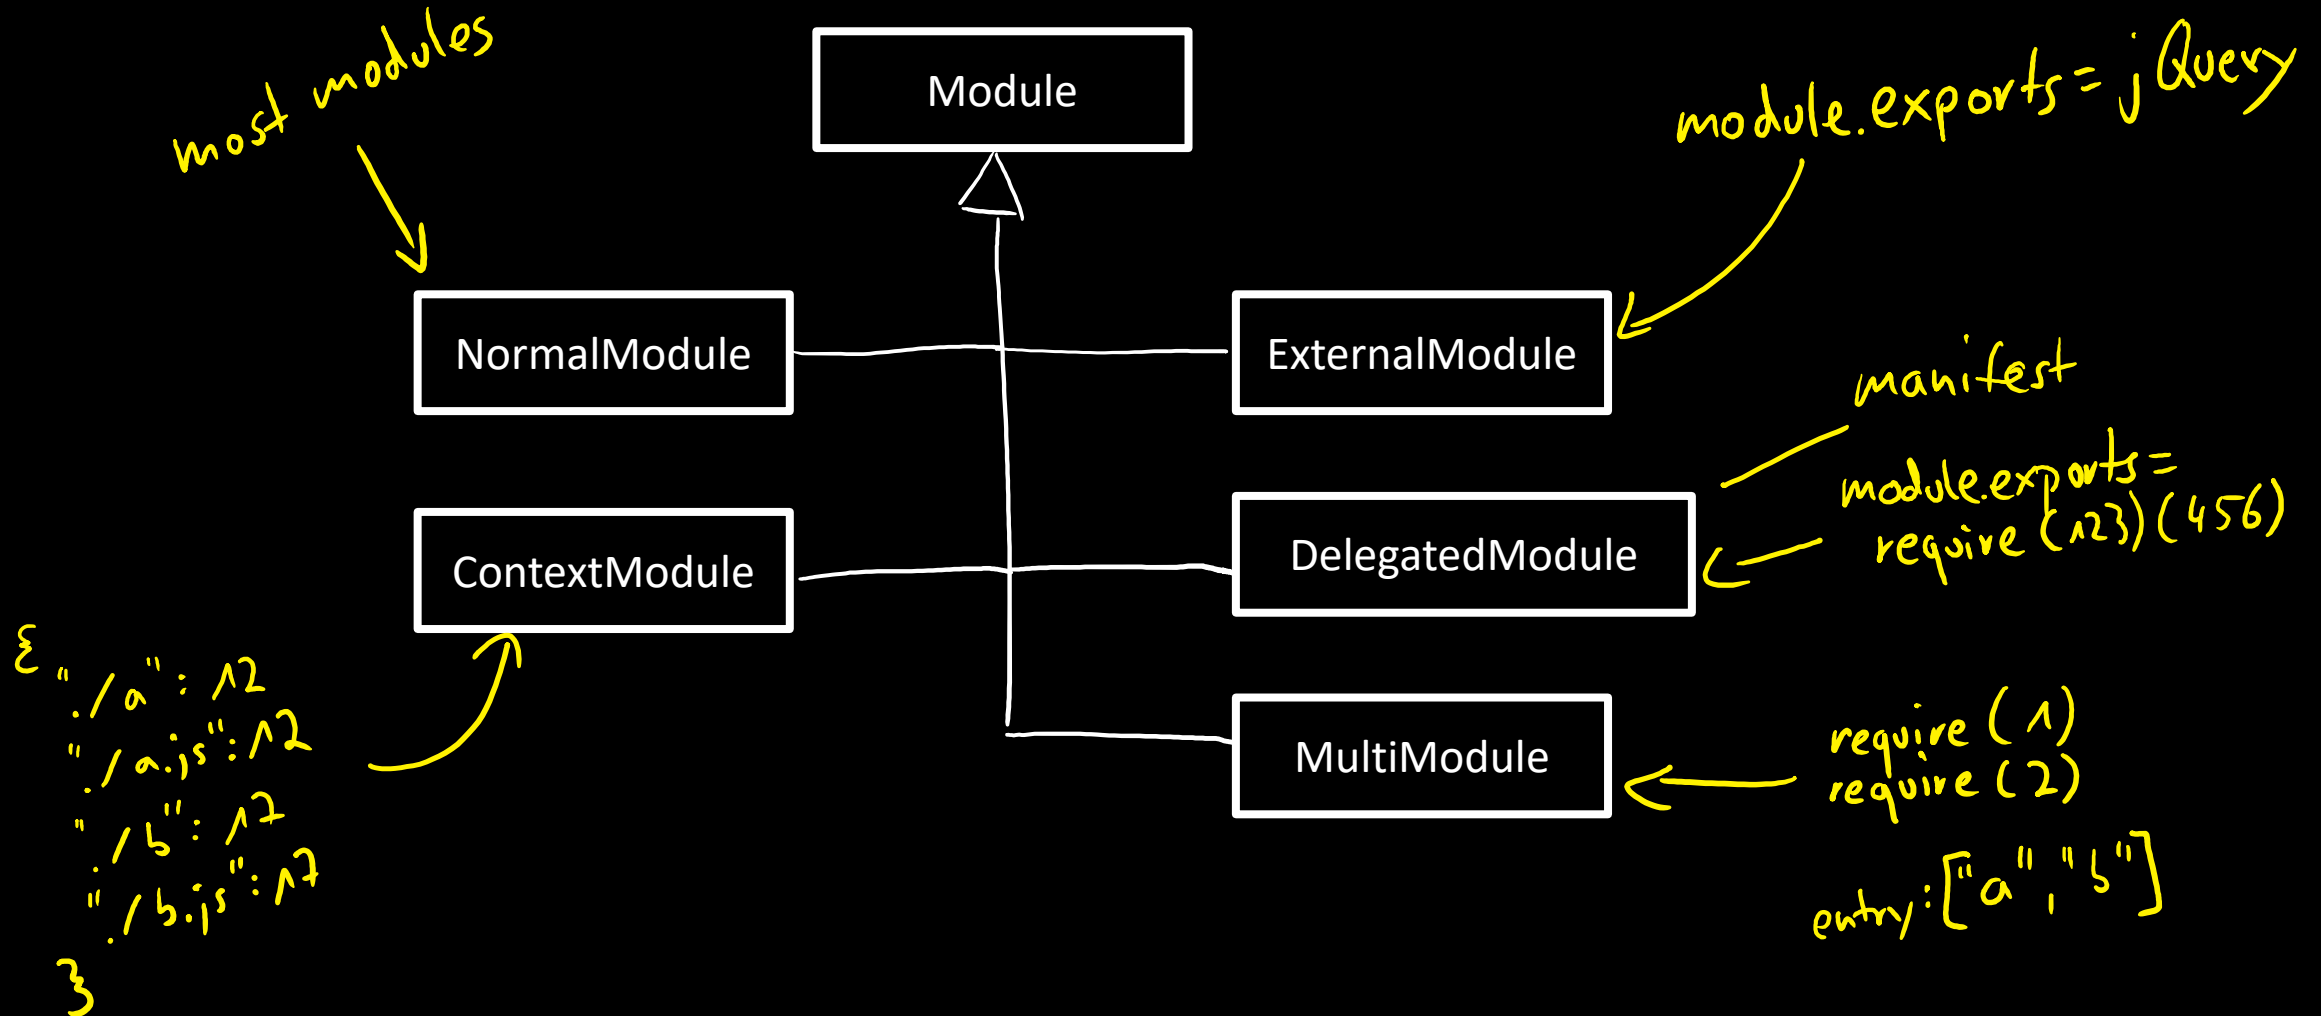 most modules
Module
module.exports = jQuery
NormalModule
ExternalModule
manifest
module.exports =
require (123)(456)
ContextModule
DelegatedModule
{
"./a": 12
"./a.js": 12
"./b": 17
"./b.js": 17
}
MultiModule
require (1)
require (2)
entry: ["a", "b"]